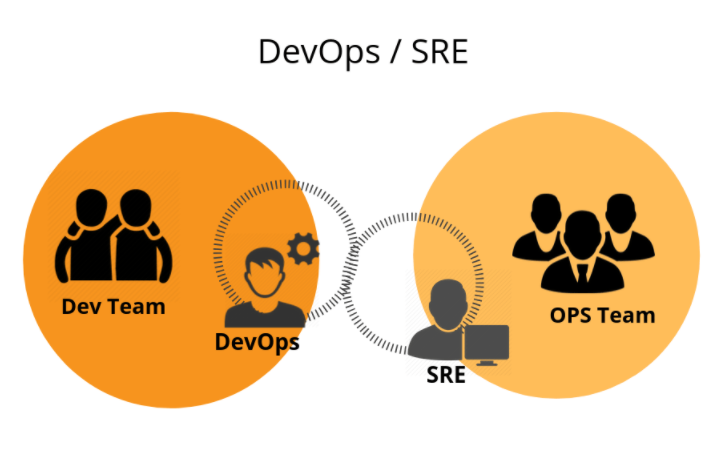 DevOps / SRE
Dev Team
DevOps
SRE
OPS Team